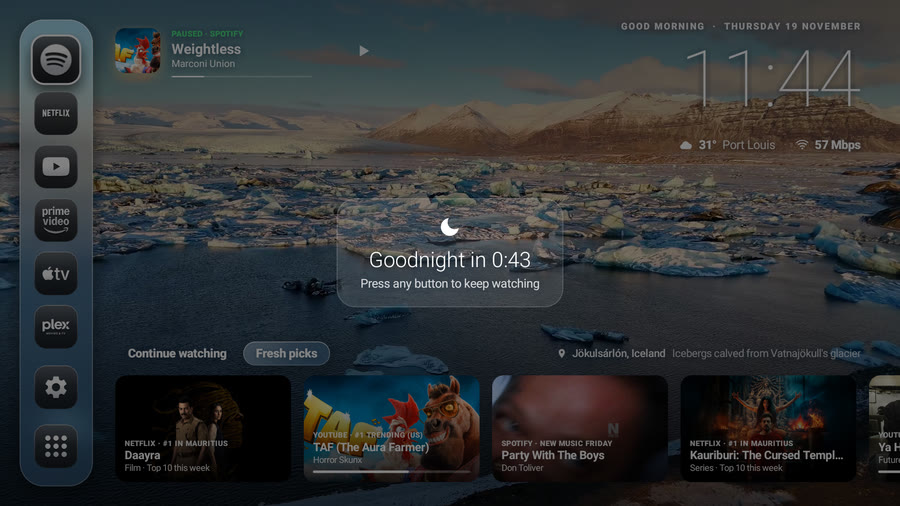 PAUSED · SPOTIFY
Weightless
Marconi Union
GOOD MORNING · THURSDAY 19 NOVEMBER
11:44
31° Port Louis 57 Mbps
NETFLIX
prime video
tv
plex
Goodnight in 0:43
Press any button to keep watching
Continue watching
Fresh picks
Jökulsárlón, Iceland Icebergs calved from Vatnajökull's glacier
NETFLIX · #1 IN MAURITIUS
Daayra
Film · Top 10 this week
TAF
YOUTUBE · #1 TRENDING (US)
TAF (The Aura Farmer)
Horror Skunx
N
SPOTIFY · NEW MUSIC FRIDAY
Party With The Boys
Don Toliver
NETFLIX · #1 IN MAURITIUS
Kauriburi: The Cursed Templ...
Series · Top 10 this week
YOUT
Ya H
Futur